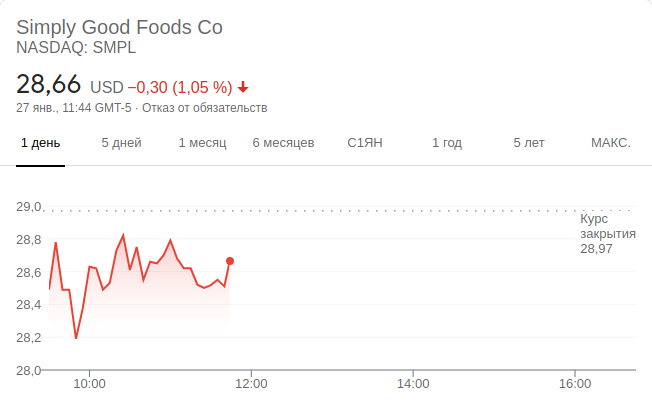 Simply Good Foods Co
NASDAQ: SMPL
28,66 USD −0,30 (1,05 %)
27 янв., 11:44 GMT-5 · Отказ от обязательств
1 день 5 дней 1 месяц 6 месяцев С1ЯН 1 год 5 лет МАКС.
29,0
Курс
закрытия
28,97
28,8
28,6
28,4
28,2
28,0
10:00 12:00 14:00 16:00